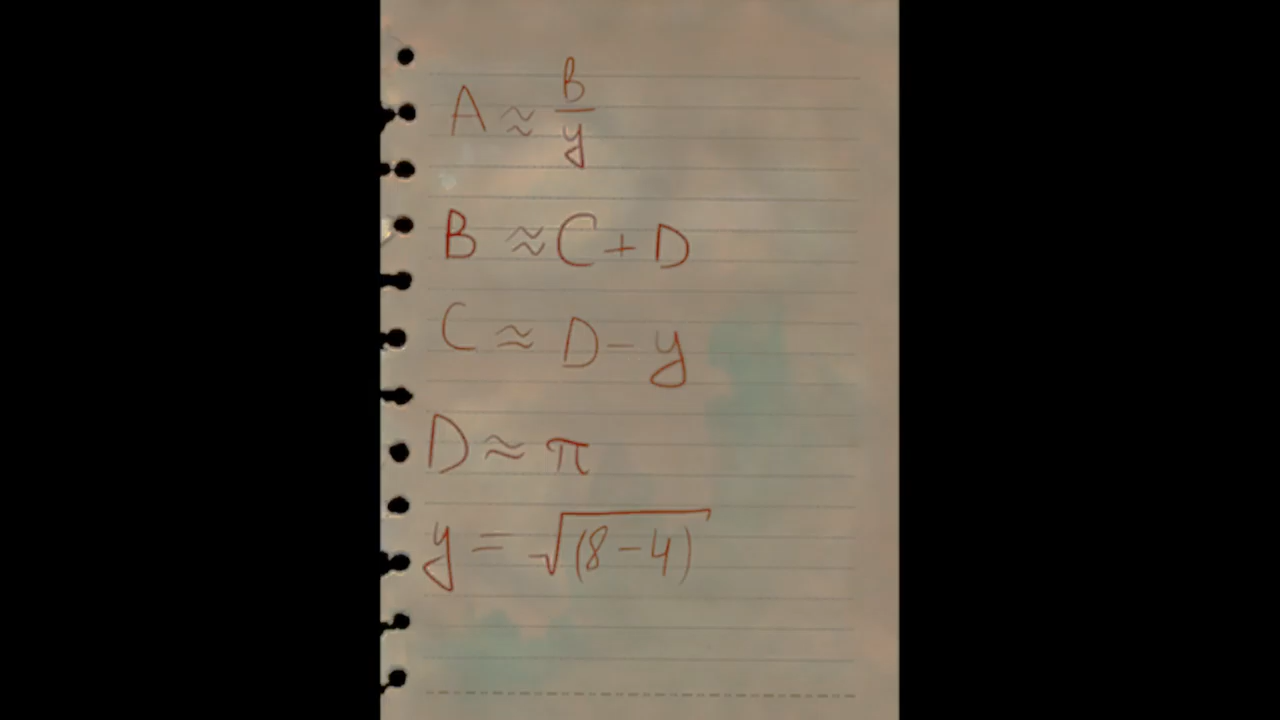 A ≈ B/y
B ≈ C + D
C ≈ D - y
D ≈ π
y = √(8-4)